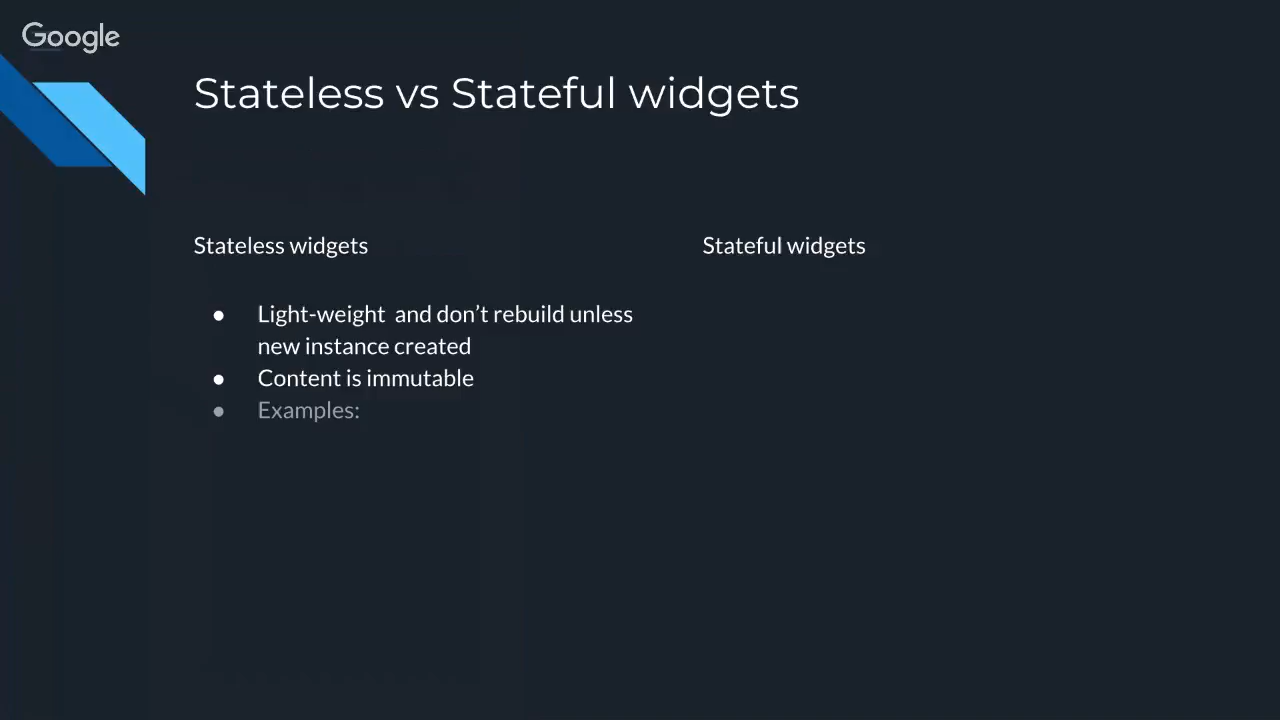 Google
Stateless vs Stateful widgets
Stateless widgets
● Light-weight  and don’t rebuild unless
new instance created
● Content is immutable
● Examples:
Stateful widgets